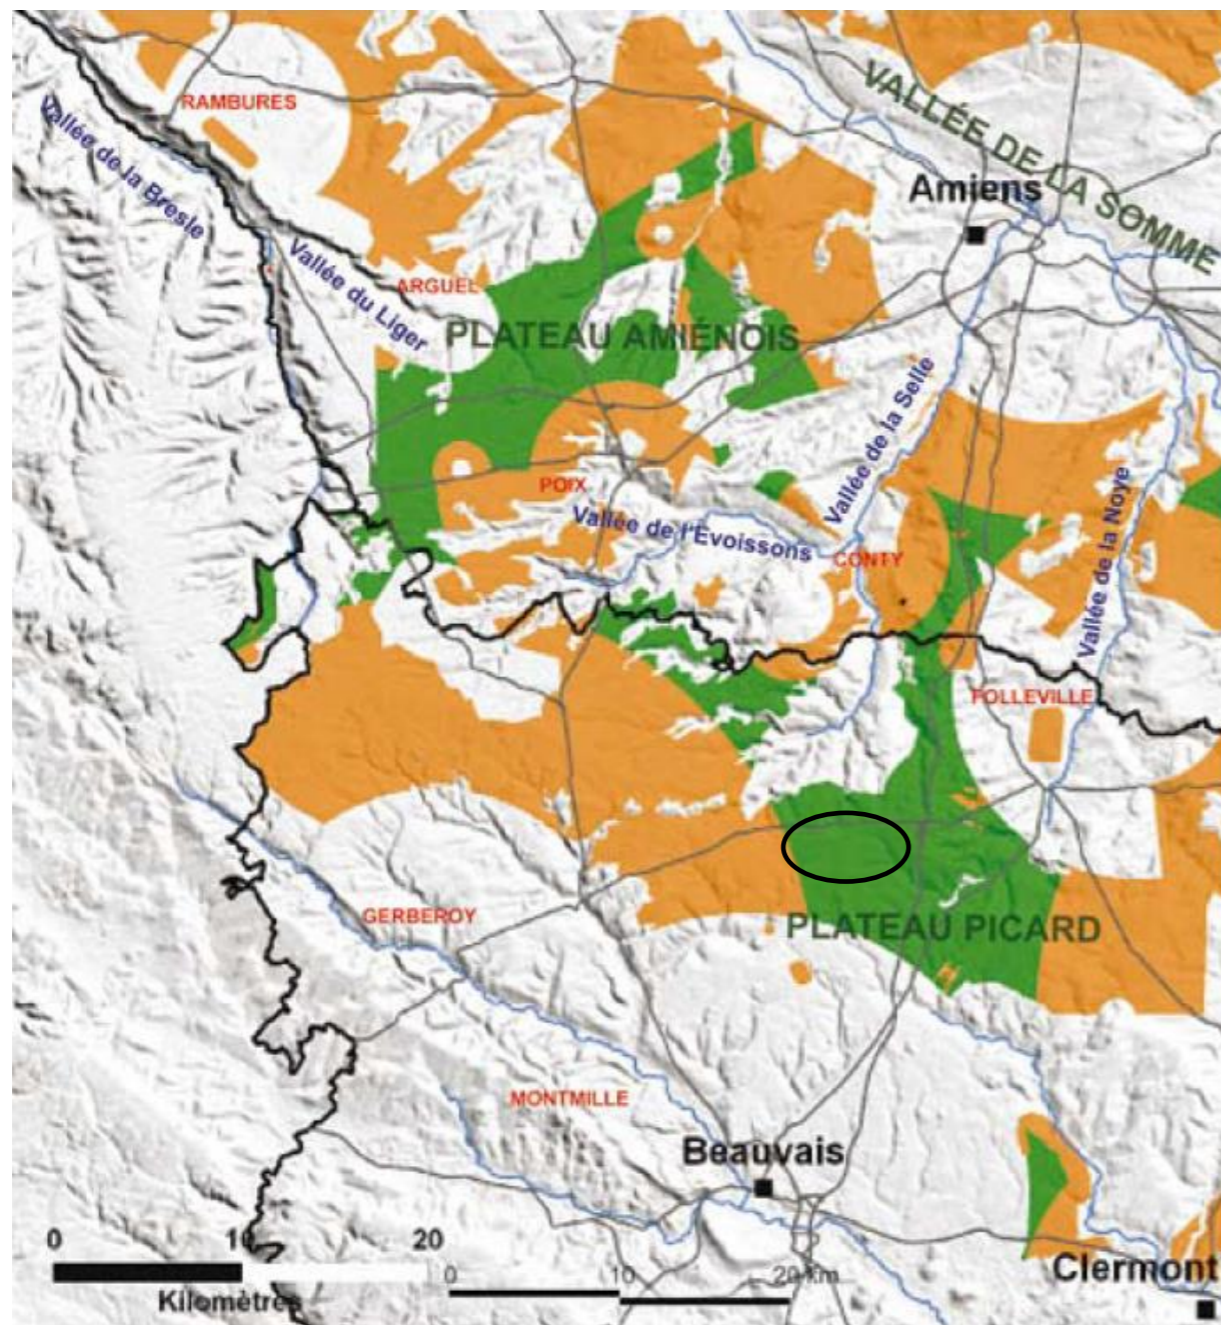 RAMBURES
VALLÉE DE LA SOMME
Vallée de la Bresle
Amiens
Vallée du Liger
ARGUEL
PLATEAU AMIÉNOIS
Vallée de la Selle
POIX
Vallée de l'Évoissons
Vallée de la Noye
CONTY
FOLLEVILLE
PLATEAU PICARD
GERBEROY
MONTMILLE
Beauvais
0 10 20
Clermont
0 10 20 km
Kilomètres